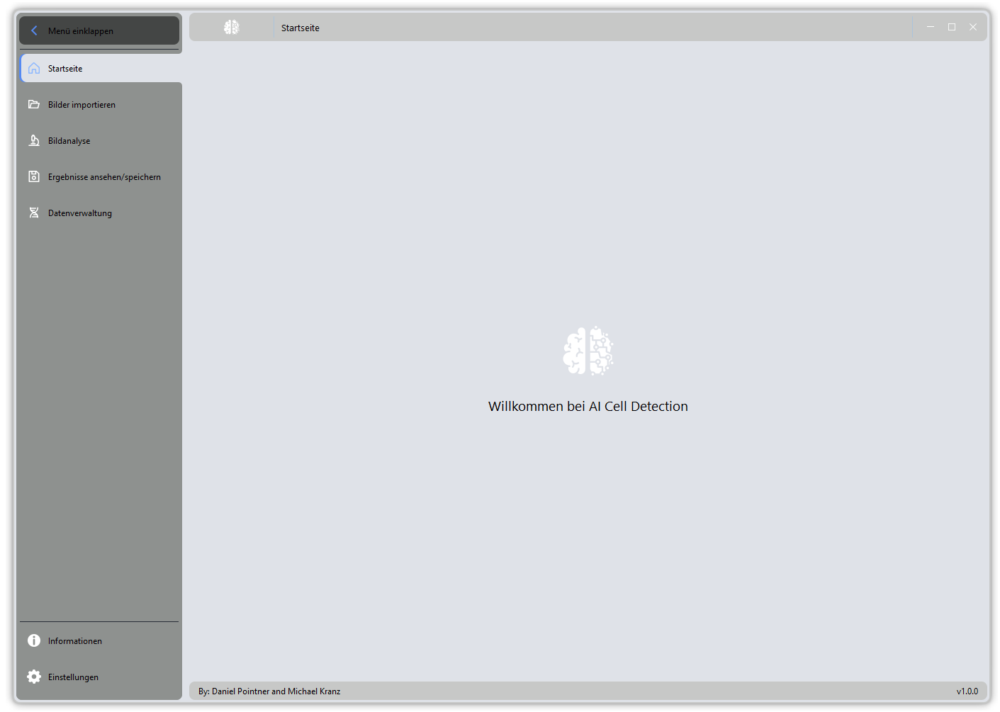 Menü einklappen
Startseite
Startseite
Bilder importieren
Bildanalyse
Ergebnisse ansehen/speichern
Datenverwaltung
Willkommen bei AI Cell Detection
Informationen
Einstellungen
By: Daniel Pointner and Michael Kranz
v1.0.0